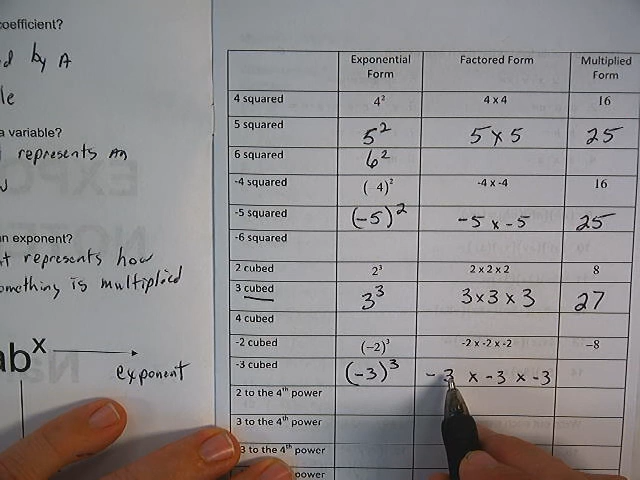 coefficient?
by A
a variable?
represents An
an exponent?
represents how
something is multiplied
ab^x
exponent
Exponential Form	Factored Form	Multiplied Form
4 squared	4²	4 x 4	16
5 squared	5²	5 x 5	25
6 squared	6²
-4 squared	(-4)²	-4 x -4	16
-5 squared	(-5)²	-5 x -5	25
-6 squared
2 cubed	2³	2 x 2 x 2	8
3 cubed	3³	3 x 3 x 3	27
4 cubed
-2 cubed	(-2)³	-2 x -2 x -2	-8
-3 cubed	(-3)³	-3 x -3 x -3
2 to the 4th power
3 to the 4th power
3 to the 4th power
power